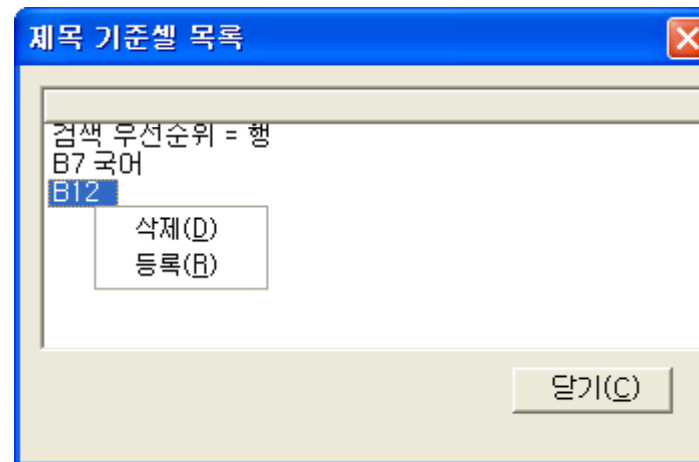 제목 기준셀 목록
검색 우선순위 = 행
B7 국어
B12
삭제(D)
등록(R)
닫기(C)